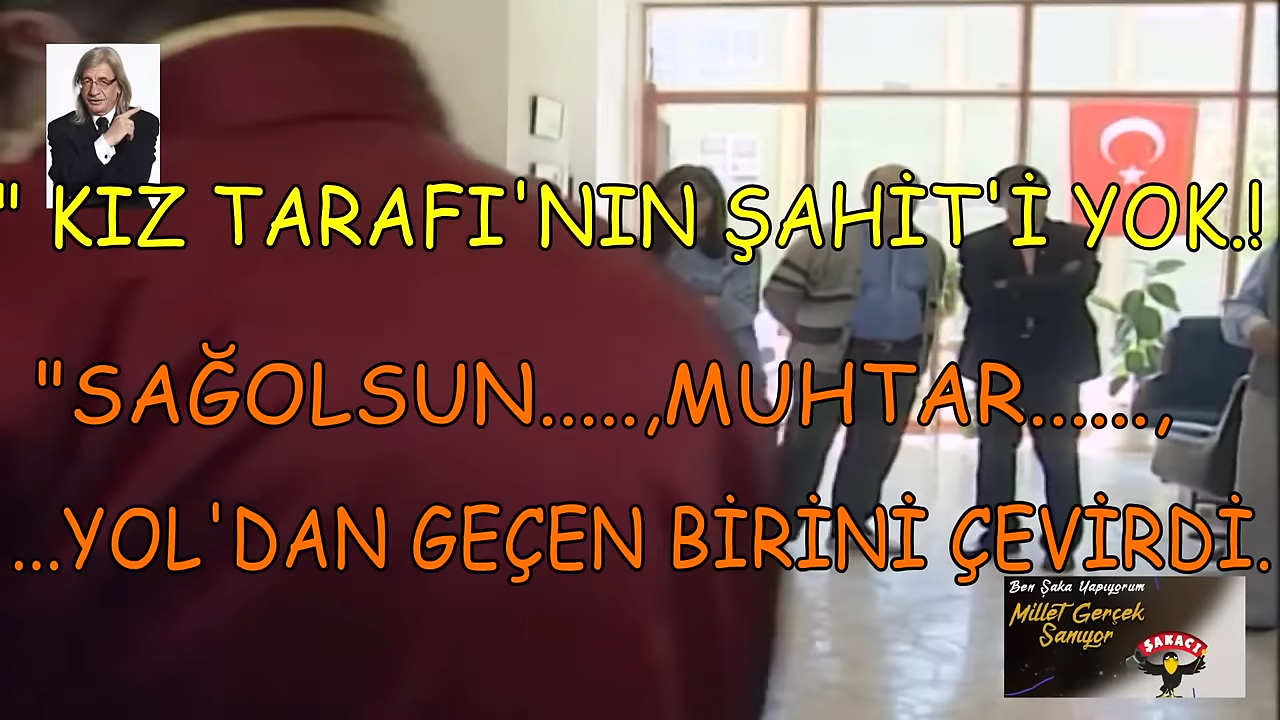 " KIZ TARAFI'NIN ŞAHİT'İ YOK.!
"SAĞOLSUN.....,MUHTAR......,
...YOL'DAN GEÇEN BİRİNİ ÇEVİRDİ.
Ben Şaka Yapıyorum
Millet Gerçek
Sanıyor
ŞAKACI